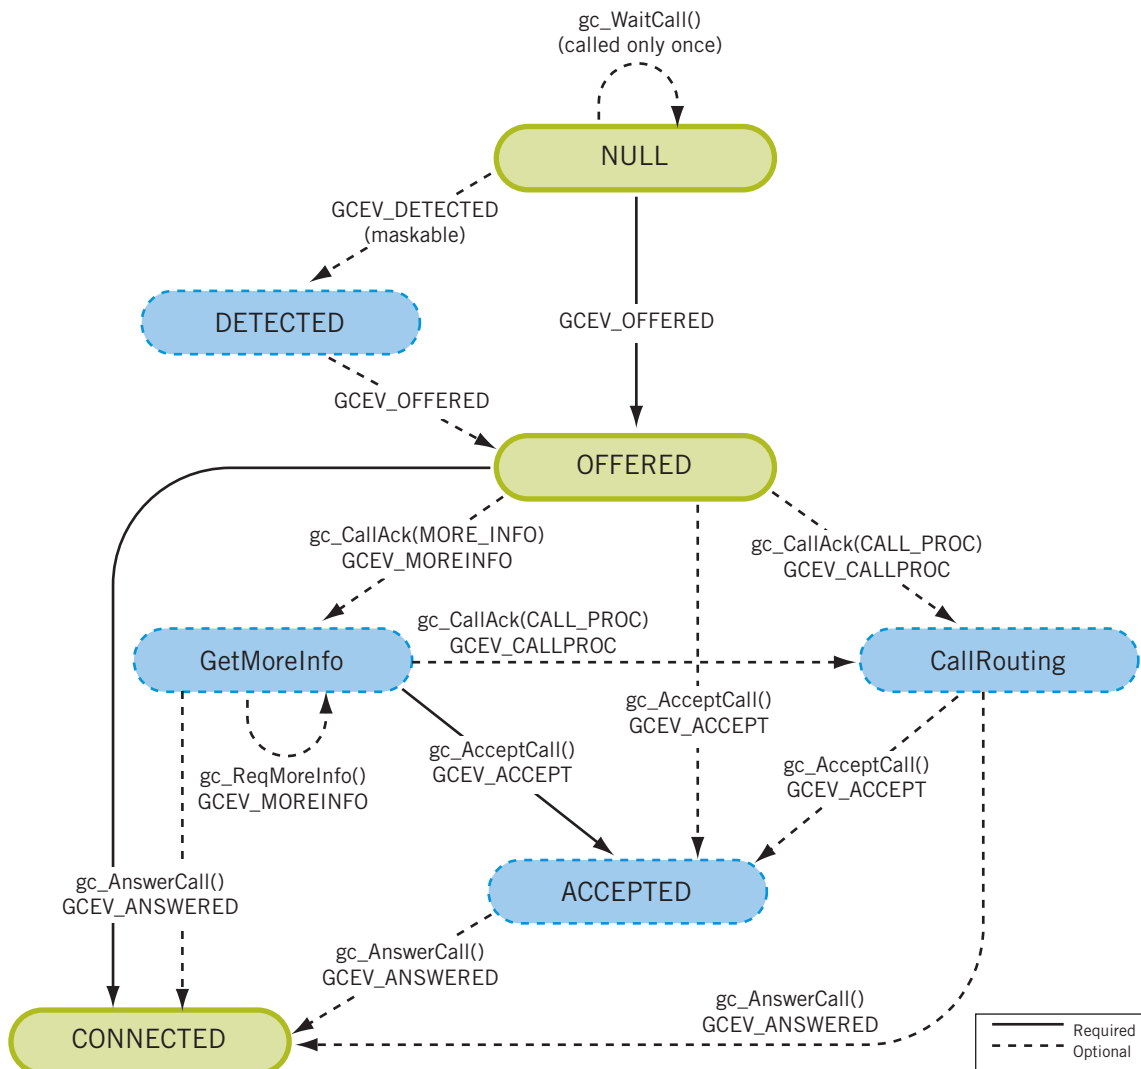 gc_WaitCall()
(called only once)
NULL
GCEV_DETECTED
(maskable)
DETECTED
GCEV_OFFERED
GCEV_OFFERED
OFFERED
gc_CallAck(MORE_INFO)
GCEV_MOREINFO
gc_CallAck(CALL_PROC)
GCEV_CALLPROC
gc_CallAck(CALL_PROC)
GCEV_CALLPROC
GetMoreInfo
CallRouting
gc_AcceptCall()
GCEV_ACCEPT
gc_AcceptCall()
GCEV_ACCEPT
gc_AcceptCall()
GCEV_ACCEPT
gc_ReqMoreInfo()
GCEV_MOREINFO
ACCEPTED
gc_AnswerCall()
GCEV_ANSWERED
gc_AnswerCall()
GCEV_ANSWERED
gc_AnswerCall()
GCEV_ANSWERED
CONNECTED
Required
Optional